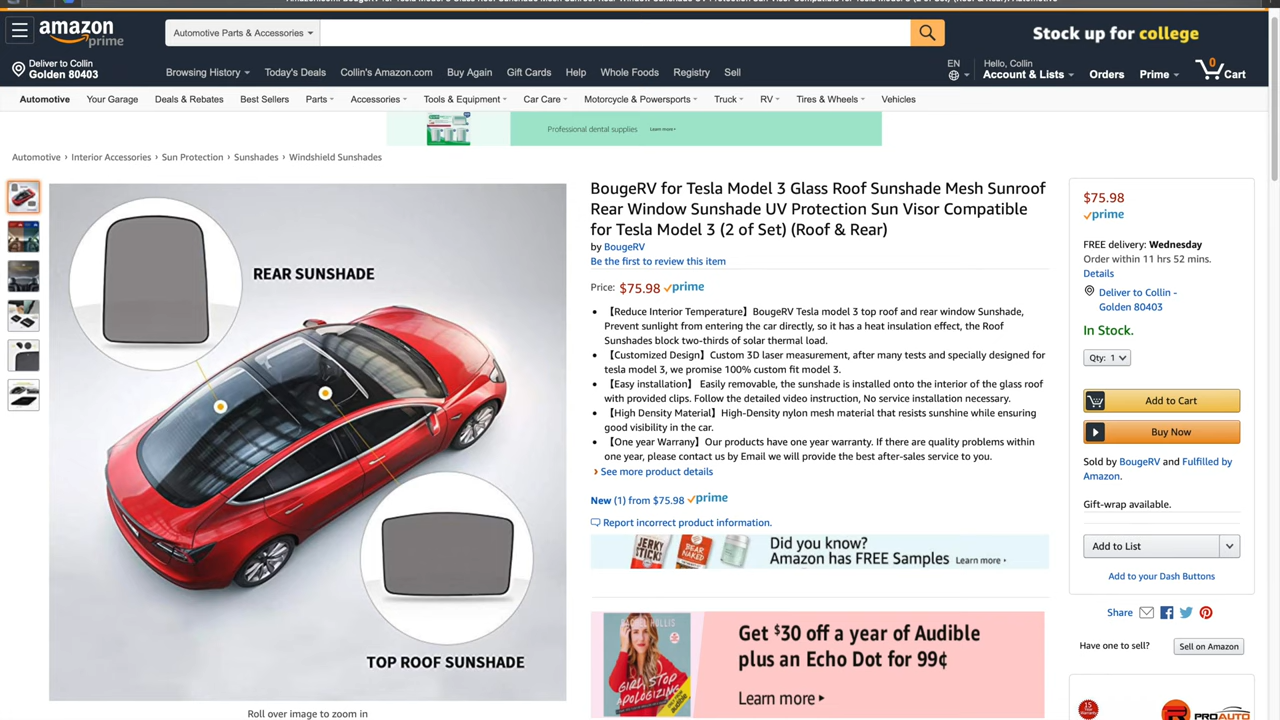 amazon
prime
Automotive Parts & Accessories
Stock up for college
Deliver to Collin
Golden 80403
Browsing History
Today's Deals
Collin's Amazon.com
Buy Again
Gift Cards
Help
Whole Foods
Registry
Sell
EN
Hello, Collin
Account & Lists
Orders
Prime
0
Cart
Automotive
Your Garage
Deals & Rebates
Best Sellers
Parts
Accessories
Tools & Equipment
Car Care
Motorcycle & Powersports
Truck
RV
Tires & Wheels
Vehicles
Professional dental supplies
Learn more
Automotive › Interior Accessories › Sun Protection › Sunshades › Windshield Sunshades
REAR SUNSHADE
TOP ROOF SUNSHADE
Roll over image to zoom in
BougeRV for Tesla Model 3 Glass Roof Sunshade Mesh Sunroof
Rear Window Sunshade UV Protection Sun Visor Compatible
for Tesla Model 3 (2 of Set) (Roof & Rear)
by BougeRV
Be the first to review this item
Price: $75.98 prime
• 【Reduce Interior Temperature】BougeRV Tesla model 3 top roof and rear window Sunshade,
Prevent sunlight from entering the car directly, so it has a heat insulation effect, the Roof
Sunshades block two-thirds of solar thermal load.
• 【Customized Design】Custom 3D laser measurement, after many tests and specially designed for
tesla model 3, we promise 100% custom fit model 3.
• 【Easy installation】 Easily removable, the sunshade is installed onto the interior of the glass roof
with provided clips. Follow the detailed video instruction, No service installation necessary.
• 【High Density Material】High-Density nylon mesh material that resists sunshine while ensuring
good visibility in the car.
• 【One year Warrany】Our products have one year warranty. If there are quality problems within
one year, please contact us by Email we will provide the best after-sales service to you.
› See more product details
New (1) from $75.98 prime
Report incorrect product information.
JERKY
STICKS
BEAR
NAKED
Did you know?
Amazon has FREE Samples Learn more
RACHEL HOLLIS
GIRL, STOP
APOLOGIZING
Get $30 off a year of Audible
plus an Echo Dot for 99¢
Learn more
$75.98
prime
FREE delivery: Wednesday
Order within 11 hrs 52 mins.
Details
Deliver to Collin -
Golden 80403
In Stock.
Qty: 1
Add to Cart
Buy Now
Sold by BougeRV and Fulfilled by
Amazon.
Gift-wrap available.
Add to List
Add to your Dash Buttons
Share
Have one to sell?
Sell on Amazon
15
PROAUTO